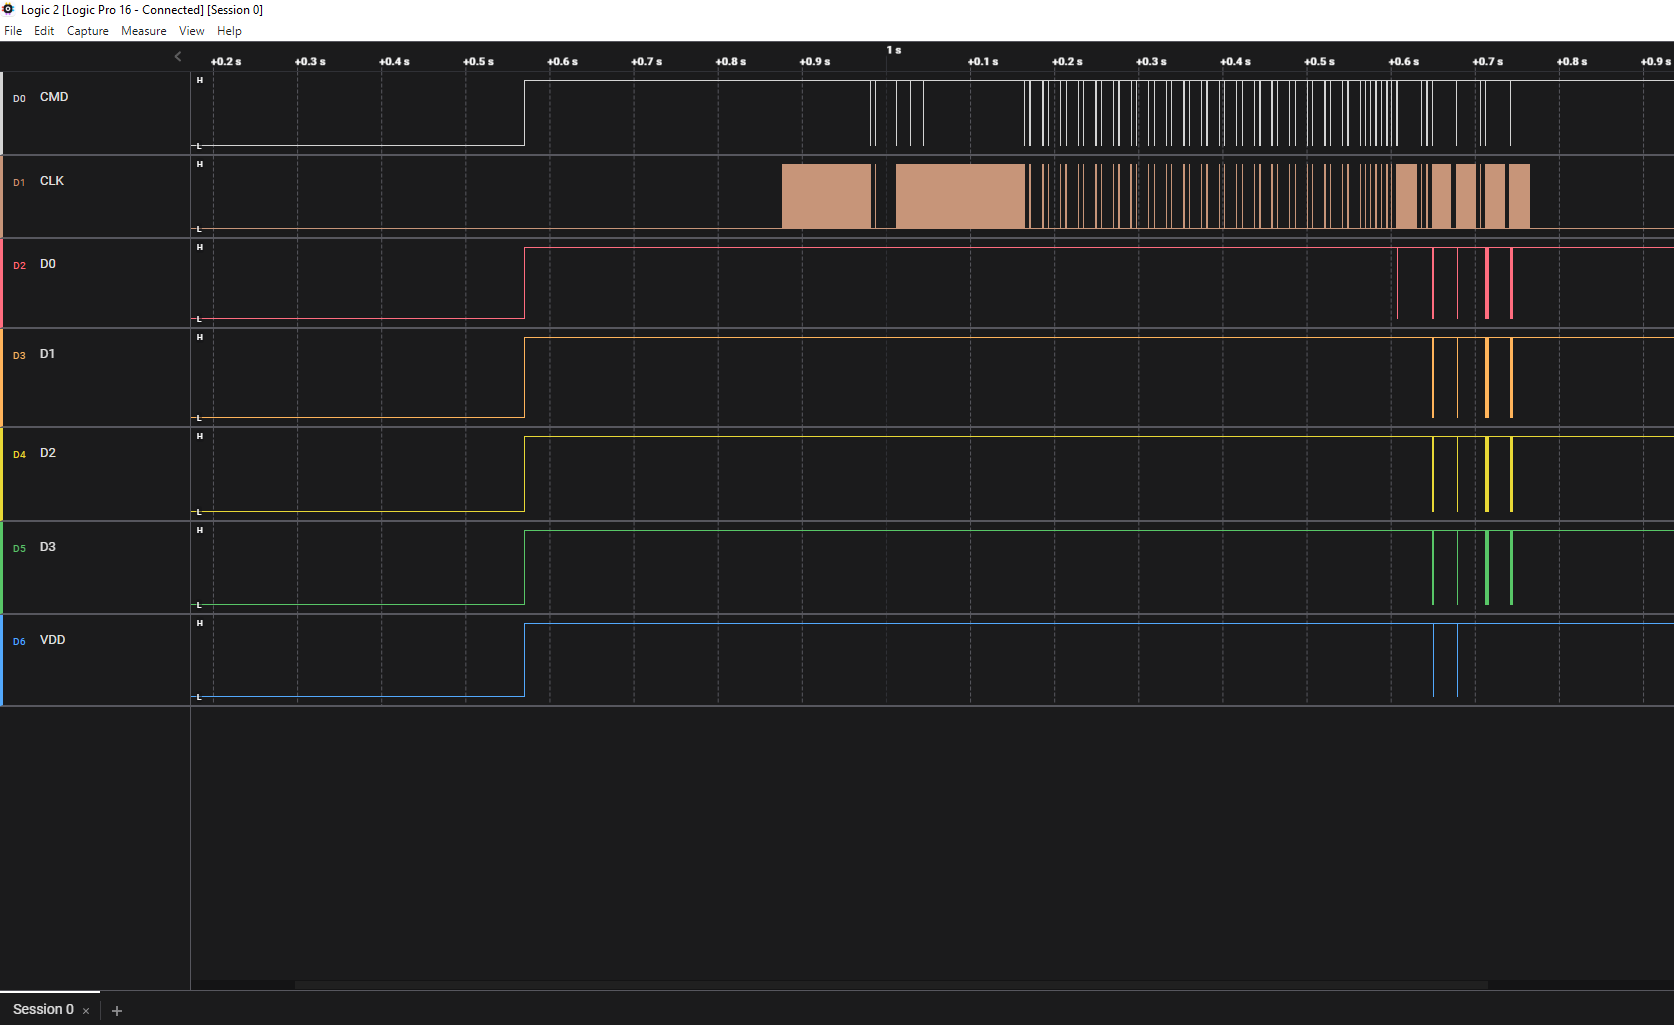 Logic 2 [Logic Pro 16 - Connected] [Session 0]
File Edit Capture Measure View Help
1 s
+0.2 s +0.3 s +0.4 s +0.5 s +0.6 s +0.7 s +0.8 s +0.9 s +0.1 s +0.2 s +0.3 s +0.4 s +0.5 s +0.6 s +0.7 s +0.8 s +0.9 s
H
D0 CMD
L
H
D1 CLK
L
H
D2 D0
L
H
D3 D1
L
H
D4 D2
L
H
D5 D3
L
H
D6 VDD
L
Session 0 × +